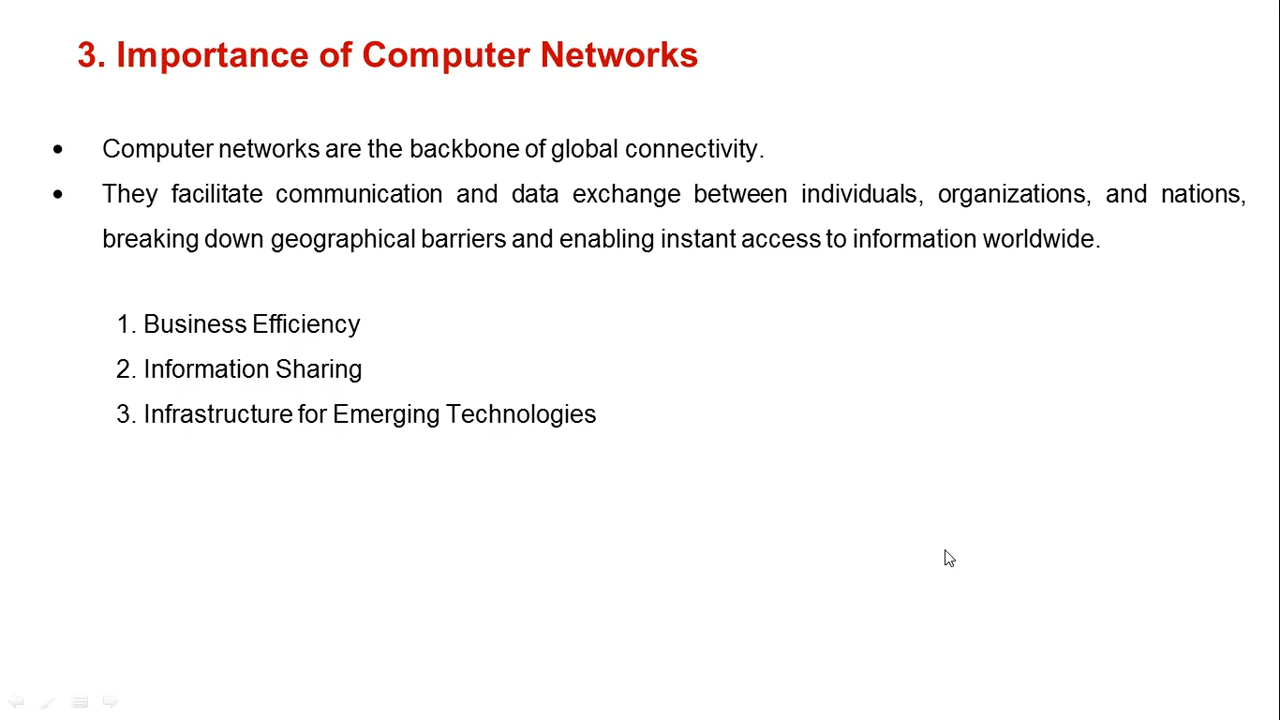 3. Importance of Computer Networks
• Computer networks are the backbone of global connectivity.
• They facilitate communication and data exchange between individuals, organizations, and nations,
breaking down geographical barriers and enabling instant access to information worldwide.
1. Business Efficiency
2. Information Sharing
3. Infrastructure for Emerging Technologies